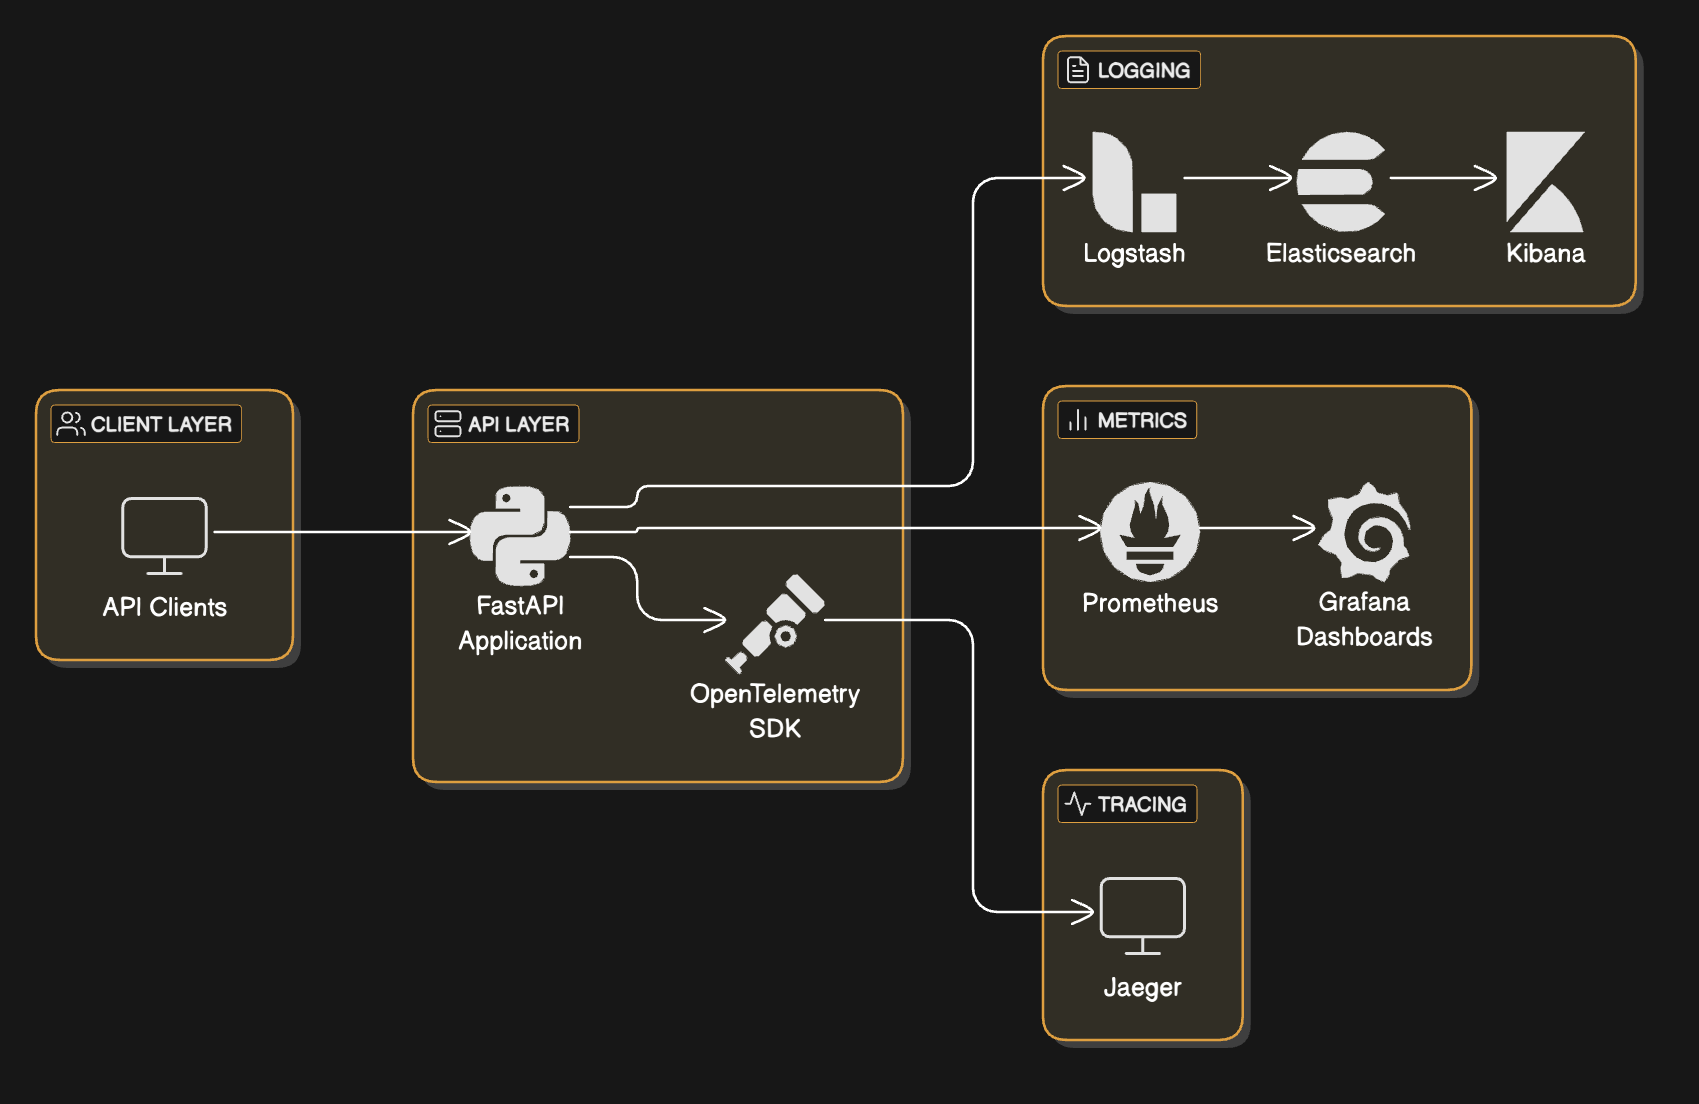 LOGGING
Logstash
Elasticsearch
Kibana
CLIENT LAYER
API Clients
API LAYER
FastAPI
Application
OpenTelemetry
SDK
METRICS
Prometheus
Grafana
Dashboards
TRACING
Jaeger